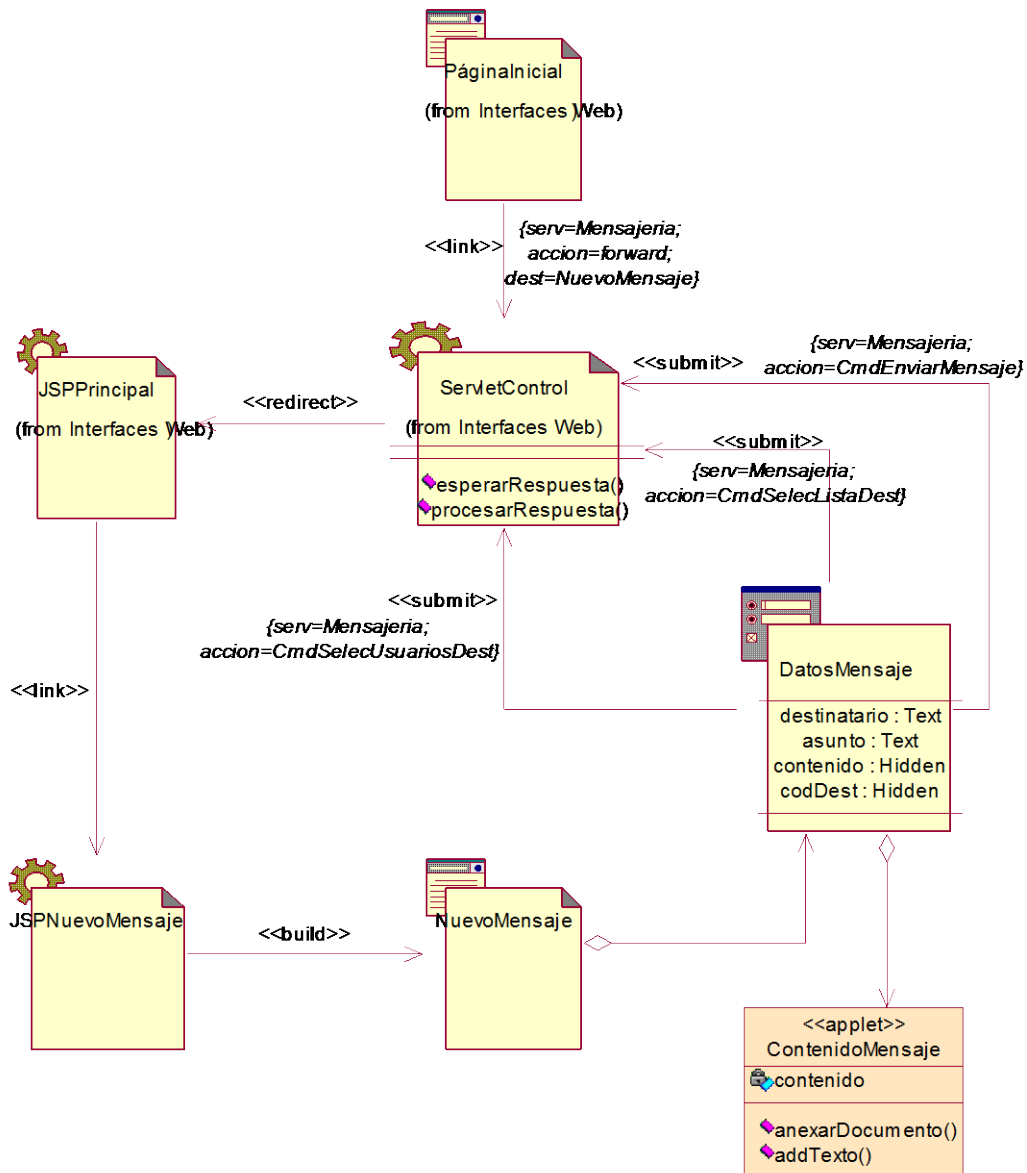 PáginaInicial
(from Interfaces Web)
<<link>>
{serv=Mensajeria;
accion=forward;
dest=NuevoMensaje}
JSPPrincipal
(from Interfaces Web)
<<redirect>>
ServletControl
(from Interfaces Web)
esperarRespuesta()
procesarRespuesta()
<<submit>>
{serv=Mensajeria;
accion=CmdEnviarMensaje}
<<submit>>
{serv=Mensajeria;
accion=CmdSelecListaDest}
<<submit>>
{serv=Mensajeria;
accion=CmdSelecUsuariosDest}
<<link>>
DatosMensaje
destinatario : Text
asunto : Text
contenido : Hidden
codDest : Hidden
JSPNuevoMensaje
<<build>>
NuevoMensaje
<<applet>>
ContenidoMensaje
contenido
anexarDocumento()
addTexto()